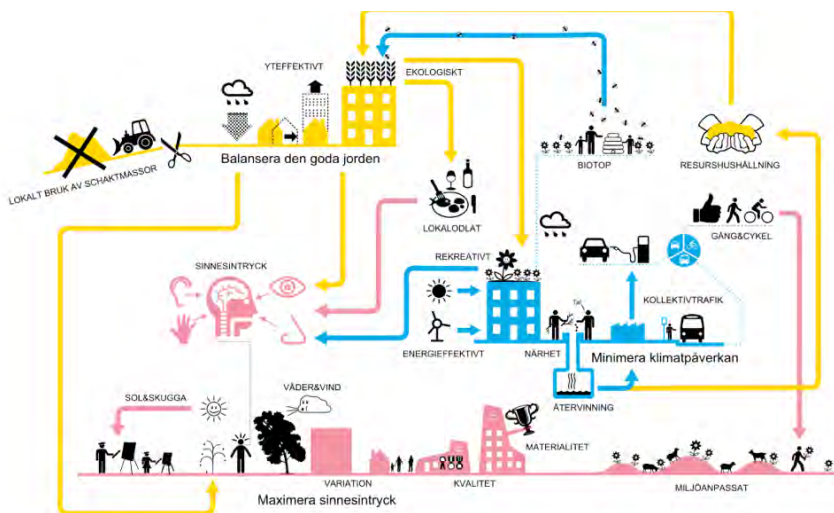 YTEFFEKTIVT
EKOLOGISKT
Balansera den goda jorden
LOKALT BRUK AV SCHAKTMASSOR
BIOTOP
RESURSHUSHÅLLNING
LOKALODLAT
GÅNG&CYKEL
SINNESINTRYCK
REKREATIVT
KOLLEKTIVTRAFIK
ENERGIEFFEKTIVT
NÄRHET
Minimera klimatpåverkan
SOL&SKUGGA
VÄDER&VIND
ÅTERVINNING
MATERIALITET
VARIATION
KVALITET
MILJÖANPASSAT
Maximera sinnesintryck